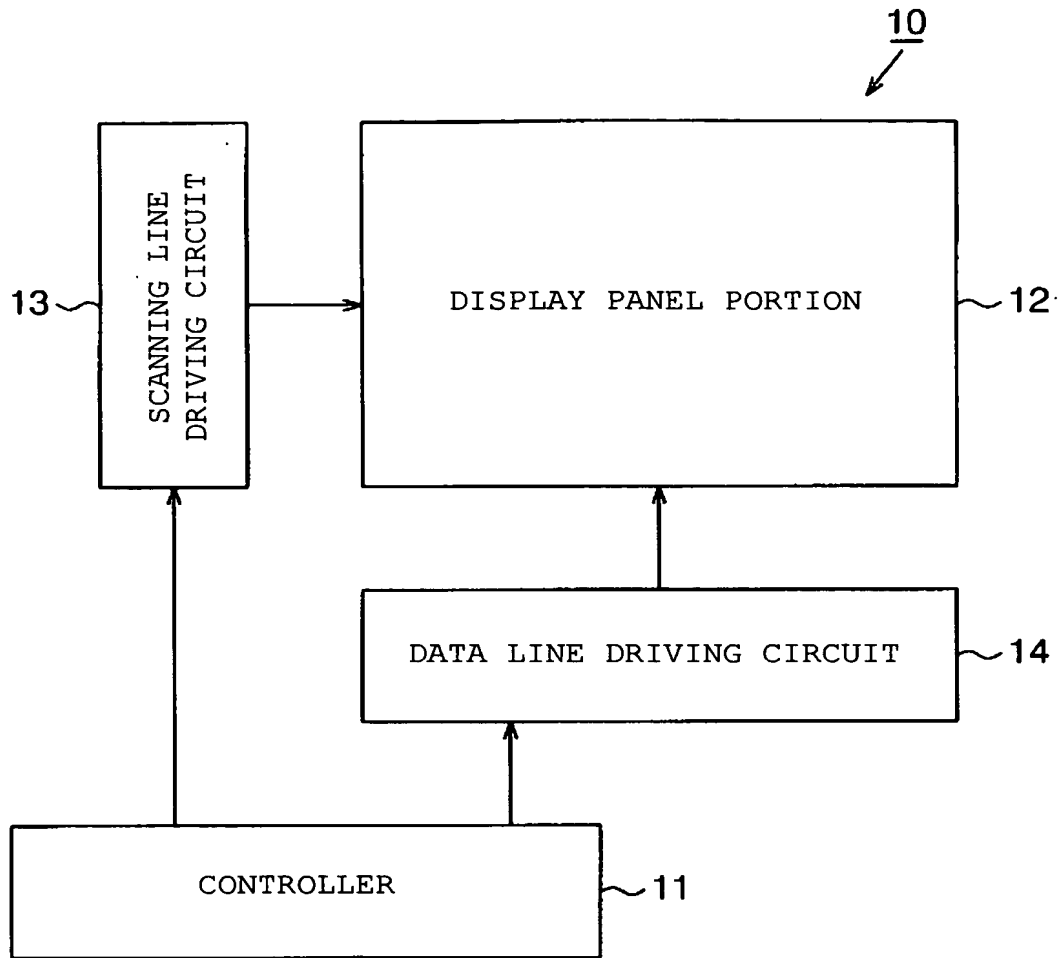 10
SCANNING LINE
DRIVING CIRCUIT
13
DISPLAY PANEL PORTION
12
DATA LINE DRIVING CIRCUIT
14
CONTROLLER
11